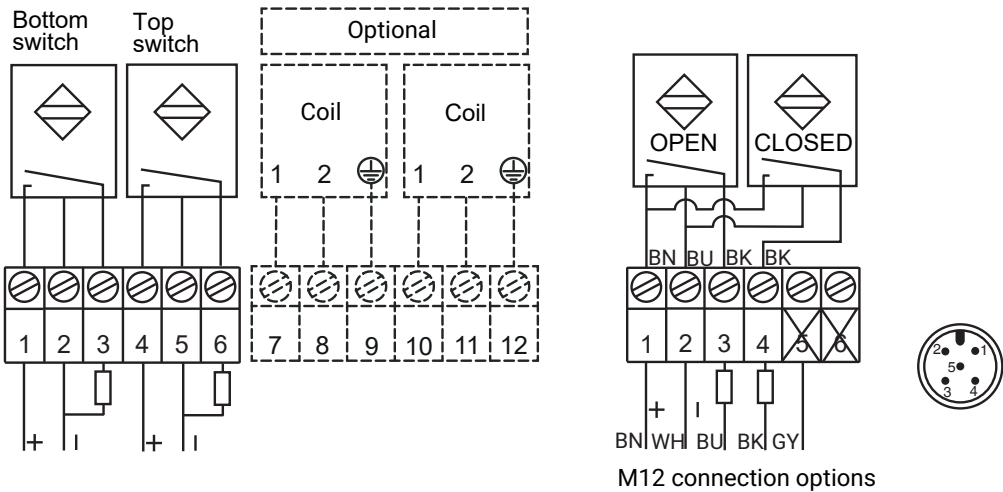 Bottom
switch
Top
switch
Optional
Coil
Coil
1 2
1 2
1 2 3 4 5 6
7 8 9 10 11 12
+ I + I
OPEN
CLOSED
BN BU BK BK
1 2 3 4 5 6
+ I
BN WH BU BK GY
2 1
5
3 4
M12 connection options